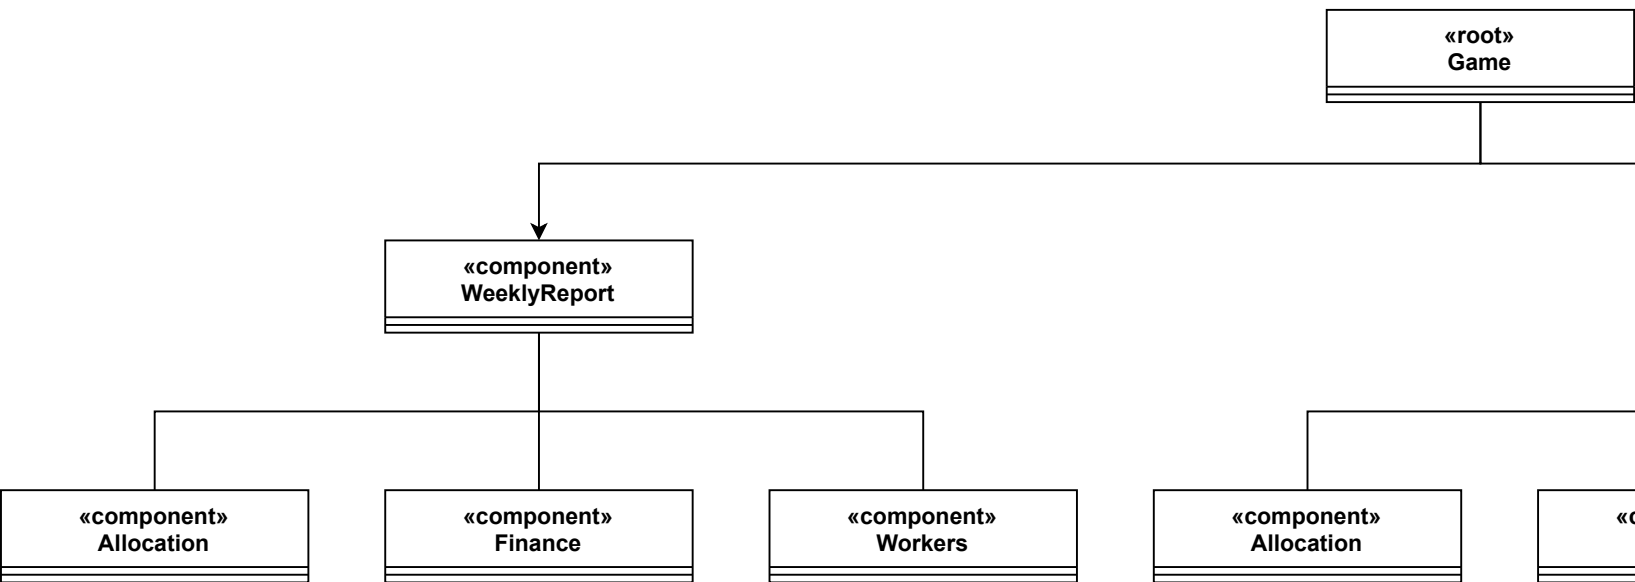 «root»
Game
«component»
WeeklyReport
«component»
Allocation
«component»
Finance
«component»
Workers
«component»
Allocation